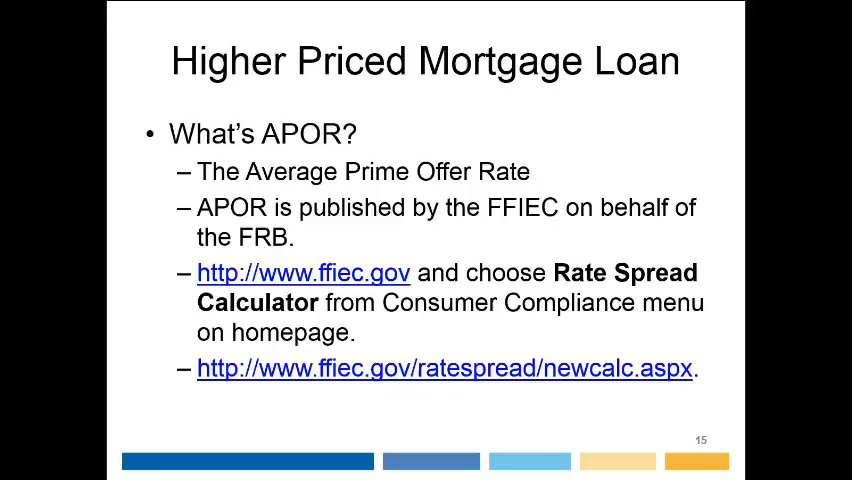 Higher Priced Mortgage Loan
• What's APOR?
– The Average Prime Offer Rate
– APOR is published by the FFIEC on behalf of
the FRB.
– http://www.ffiec.gov and choose Rate Spread
Calculator from Consumer Compliance menu
on homepage.
– http://www.ffiec.gov/ratespread/newcalc.aspx.
15